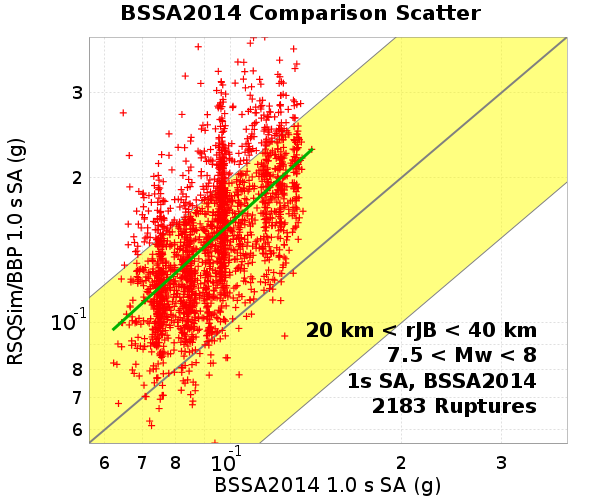 BSSA2014 Comparison Scatter
RSQSim/BBP 1.0 s SA (g)
3
2
10^-1
8
7
6
20 km < rJB < 40 km
7.5 < Mw < 8
1s SA, BSSA2014
2183 Ruptures
6 7 8 10^-1 2 3
BSSA2014 1.0 s SA (g)